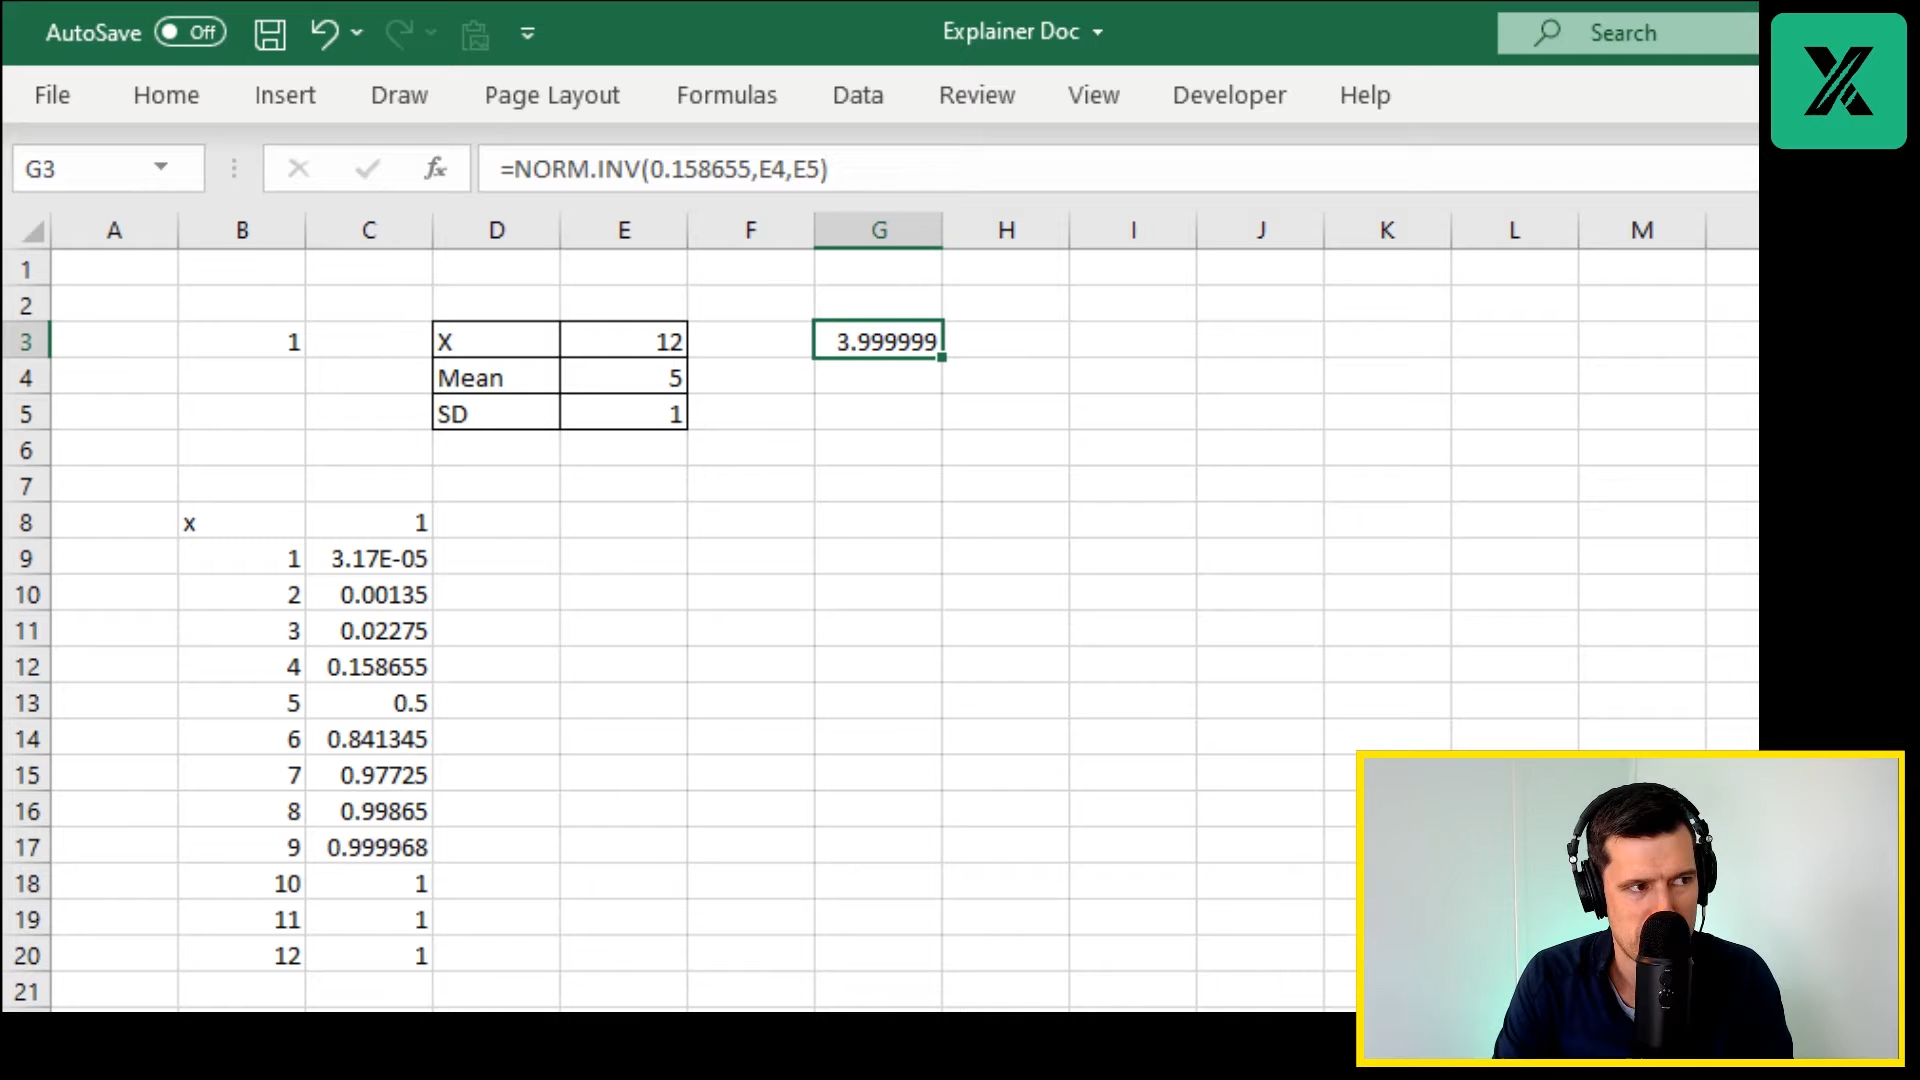 AutoSave Off Explainer Doc Search
File Home Insert Draw Page Layout Formulas Data Review View Developer Help
G3 fx =NORM.INV(0.158655,E4,E5)
A B C D E F G H I J K L M
1
2
3 1 X 12 3.999999
4 Mean 5
5 SD 1
6
7
8 x 1
9 1 3.17E-05
10 2 0.00135
11 3 0.02275
12 4 0.158655
13 5 0.5
14 6 0.841345
15 7 0.97725
16 8 0.99865
17 9 0.999968
18 10 1
19 11 1
20 12 1
21